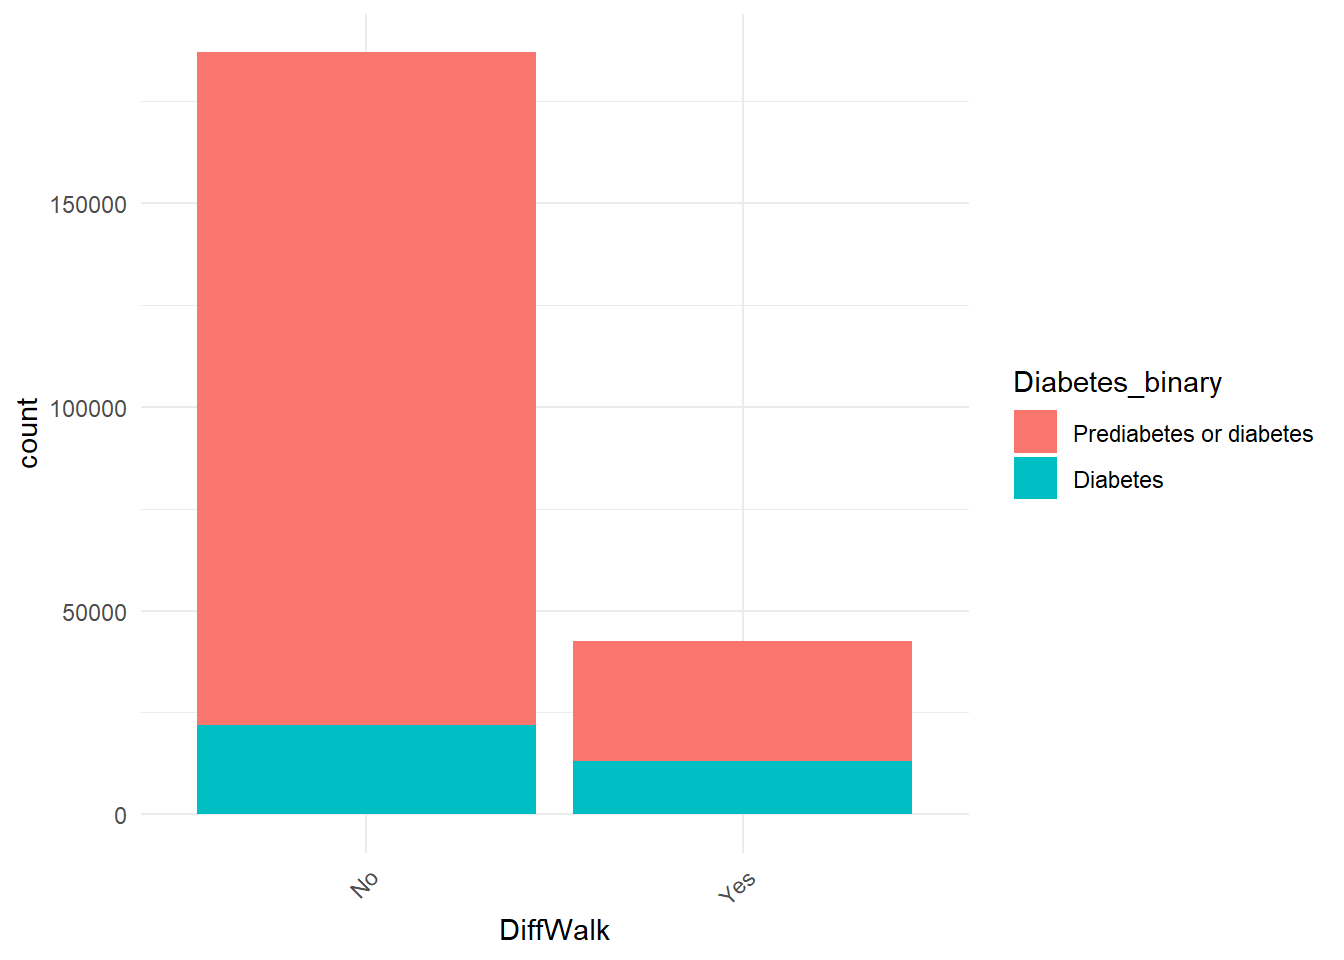 count
150000
100000
50000
0
No
Yes
DiffWalk
Diabetes_binary
Prediabetes or diabetes
Diabetes